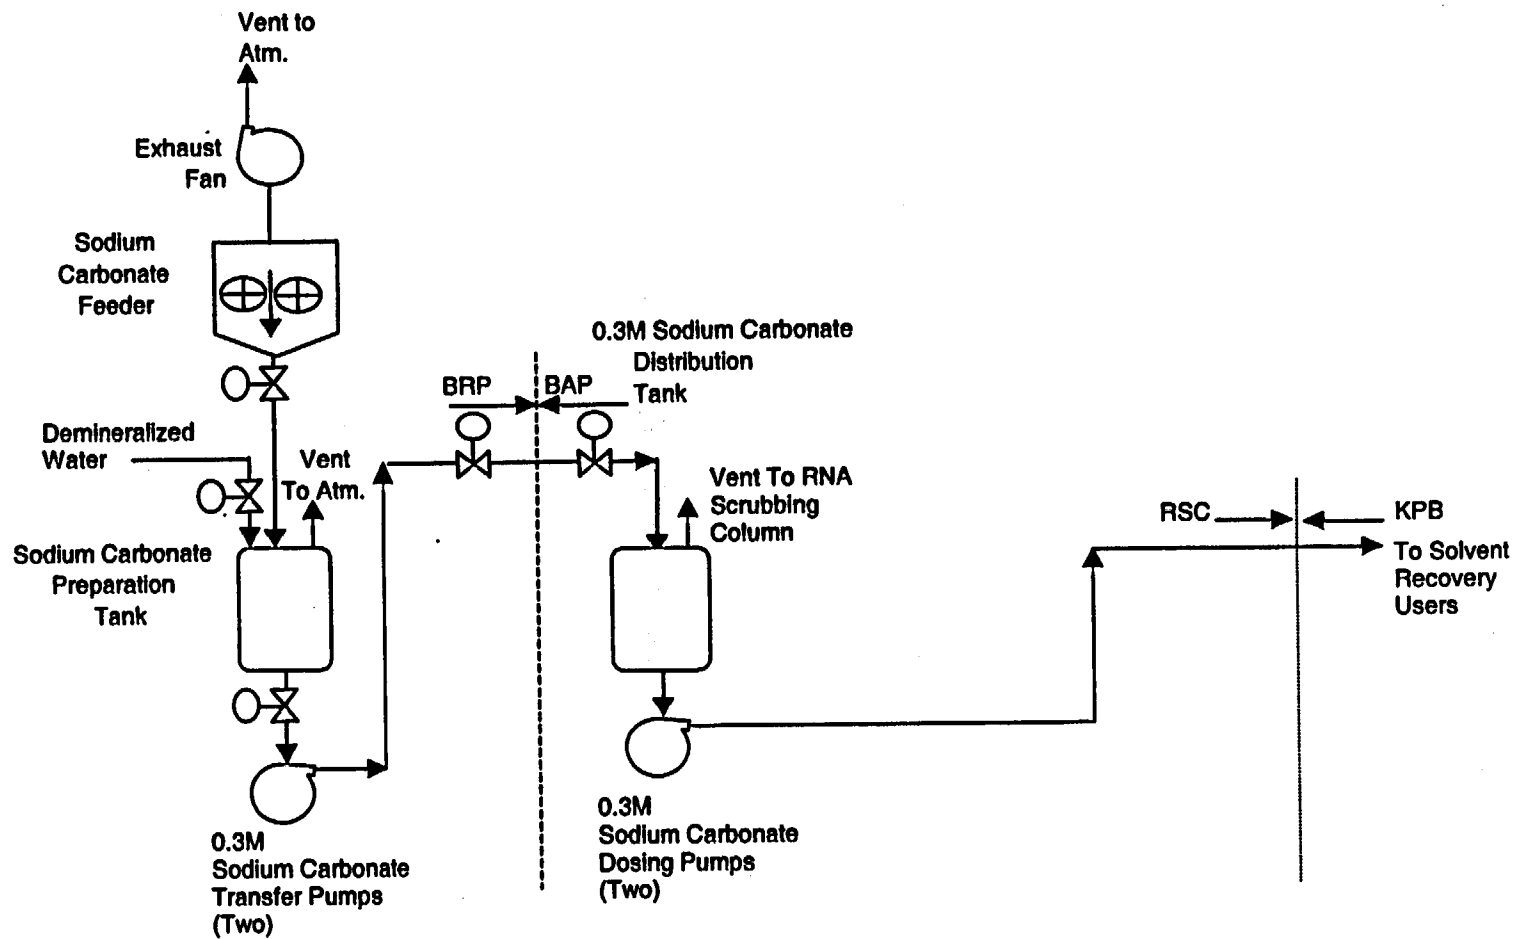 Vent to
Atm.
Exhaust
Fan
Sodium
Carbonate
Feeder
0.3M Sodium Carbonate
Distribution
Tank
BRP
BAP
Demineralized
Water
Vent
To Atm.
Vent To RNA
Scrubbing
Column
RSC
KPB
To Solvent
Recovery
Users
Sodium Carbonate
Preparation
Tank
0.3M
Sodium Carbonate
Transfer Pumps
(Two)
0.3M
Sodium Carbonate
Dosing Pumps
(Two)